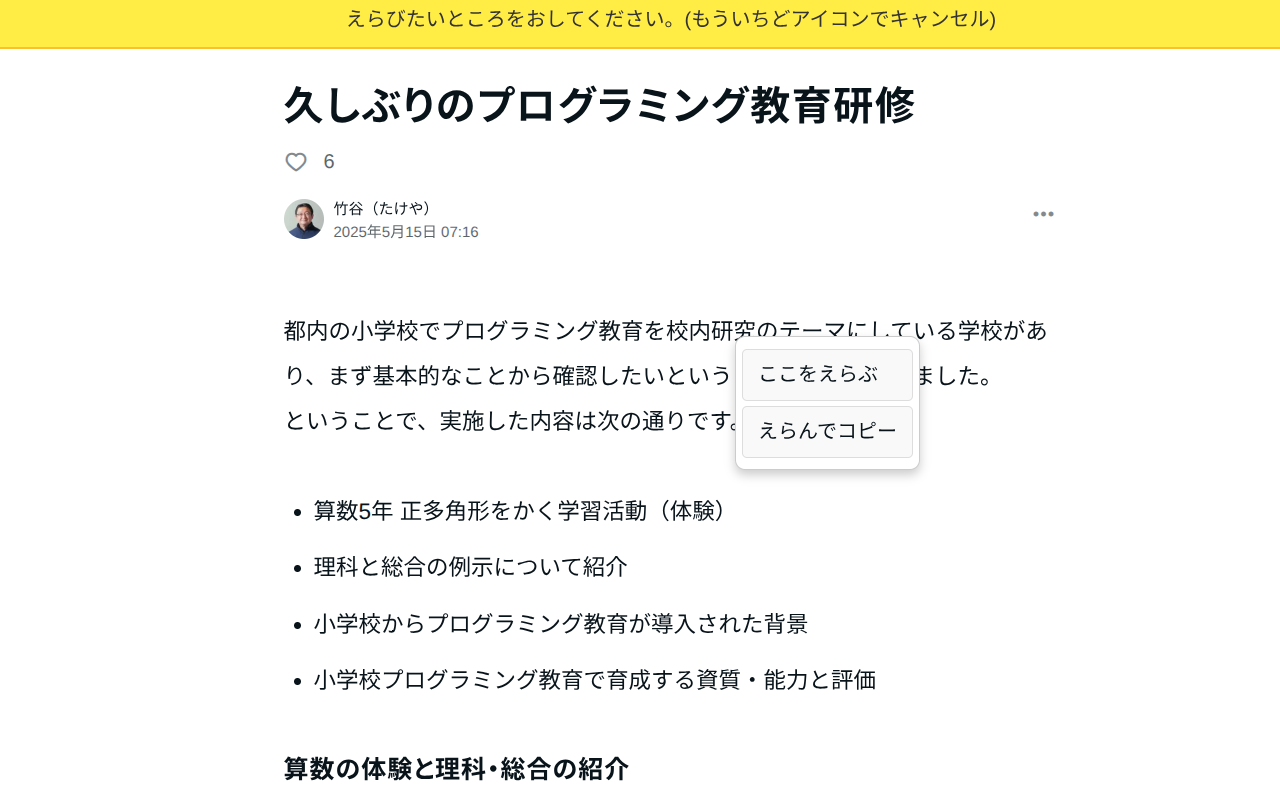 えらびたいところをおしてください。(もういちどアイコンでキャンセル)
久しぶりのプログラミング教育研修
6
竹谷（たけや）
2025年5月15日 07:16
都内の小学校でプログラミング教育を校内研究のテーマにしている学校があ
り、まず基本的なことから確認したいという
ました。
ということで、実施した内容は次の通りです。
ここをえらぶ
えらんでコピー
算数5年 正多角形をかく学習活動（体験）
理科と総合の例示について紹介
小学校からプログラミング教育が導入された背景
小学校プログラミング教育で育成する資質・能力と評価
算数の体験と理科・総合の紹介